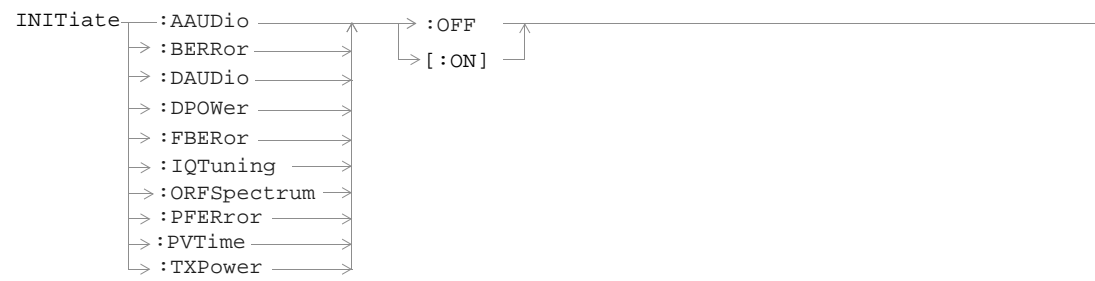 INITiate :AAUDio :OFF
:BERRor [:ON]
:DAUDio
:DPOWer
:FBERor
:IQTuning
:ORFSpectrum
:PFERror
:PVTime
:TXPower